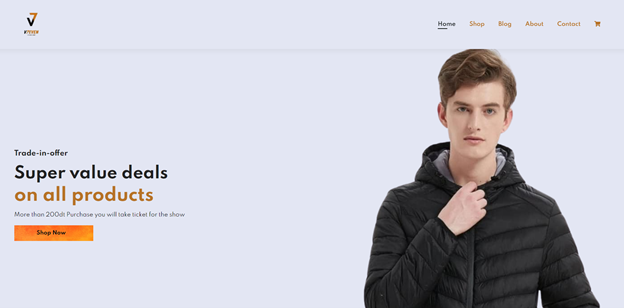 Home Shop Blog About Contact
Trade-in-offer
Super value deals
on all products
More than 200dt Purchase you will take ticket for the show
Shop Now